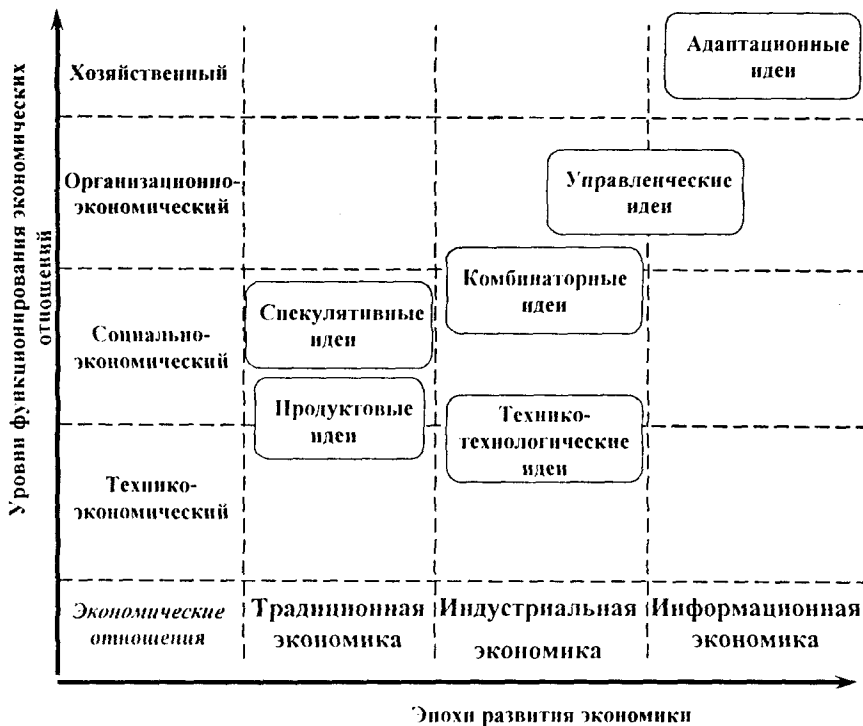 Уровни функционирования экономических
отношений
Хозяйственный
Адаптационные
идеи
Организационно-
экономический
Управленческие
идеи
Социально-
экономический
Спекулятивные
идеи
Комбинаторные
идеи
Продуктовые
идеи
Технико-
технологические
идеи
Технико-
экономический
Экономические
отношения
Традиционная
экономика
Индустриальная
экономика
Информационная
экономика
Эпохи развития экономики